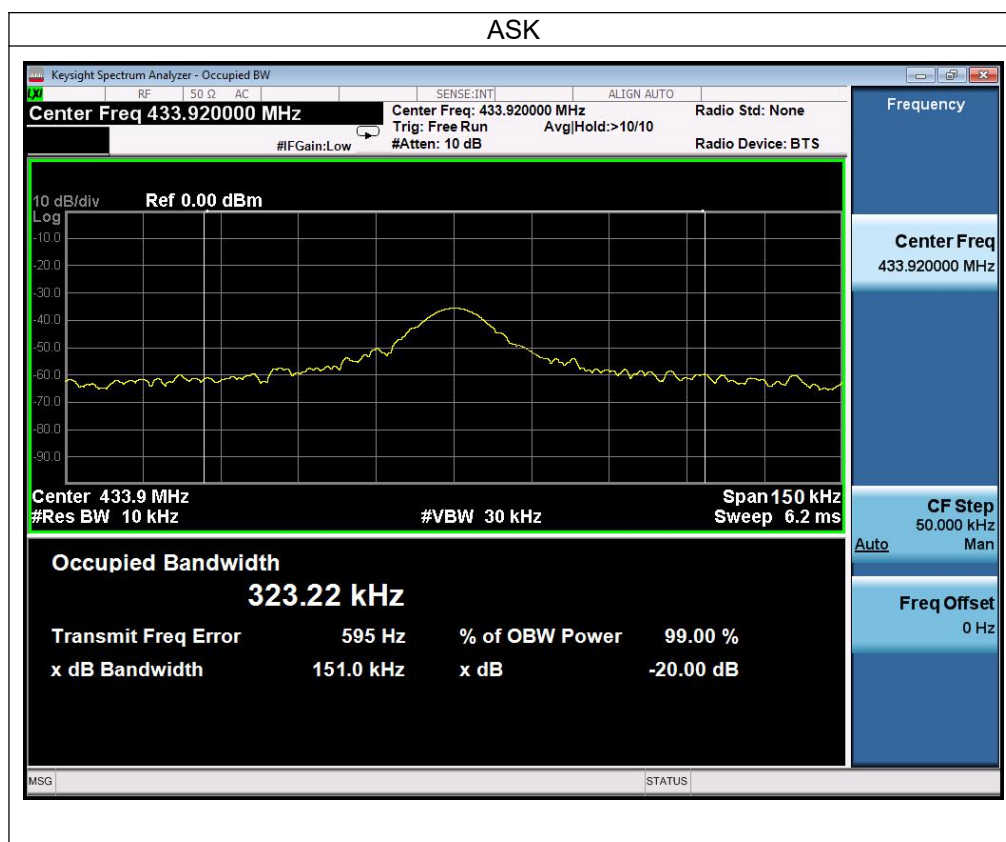 ASK
Keysight Spectrum Analyzer - Occupied BW
LXI RF 50 Ω AC SENSE:INT ALIGN AUTO
Center Freq 433.920000 MHz
Center Freq: 433.920000 MHz Radio Std: None
Trig: Free Run Avg|Hold:>10/10
#IFGain:Low #Atten: 10 dB Radio Device: BTS
10 dB/div Ref 0.00 dBm
Log
-10.0
-20.0
-30.0
-40.0
-50.0
-60.0
-70.0
-80.0
-90.0
Center 433.9 MHz Span 150 kHz
#Res BW 10 kHz #VBW 30 kHz Sweep 6.2 ms
Occupied Bandwidth
323.22 kHz
Transmit Freq Error 595 Hz % of OBW Power 99.00 %
x dB Bandwidth 151.0 kHz x dB -20.00 dB
MSG STATUS
Frequency
Center Freq
433.920000 MHz
CF Step
50.000 kHz
Auto Man
Freq Offset
0 Hz